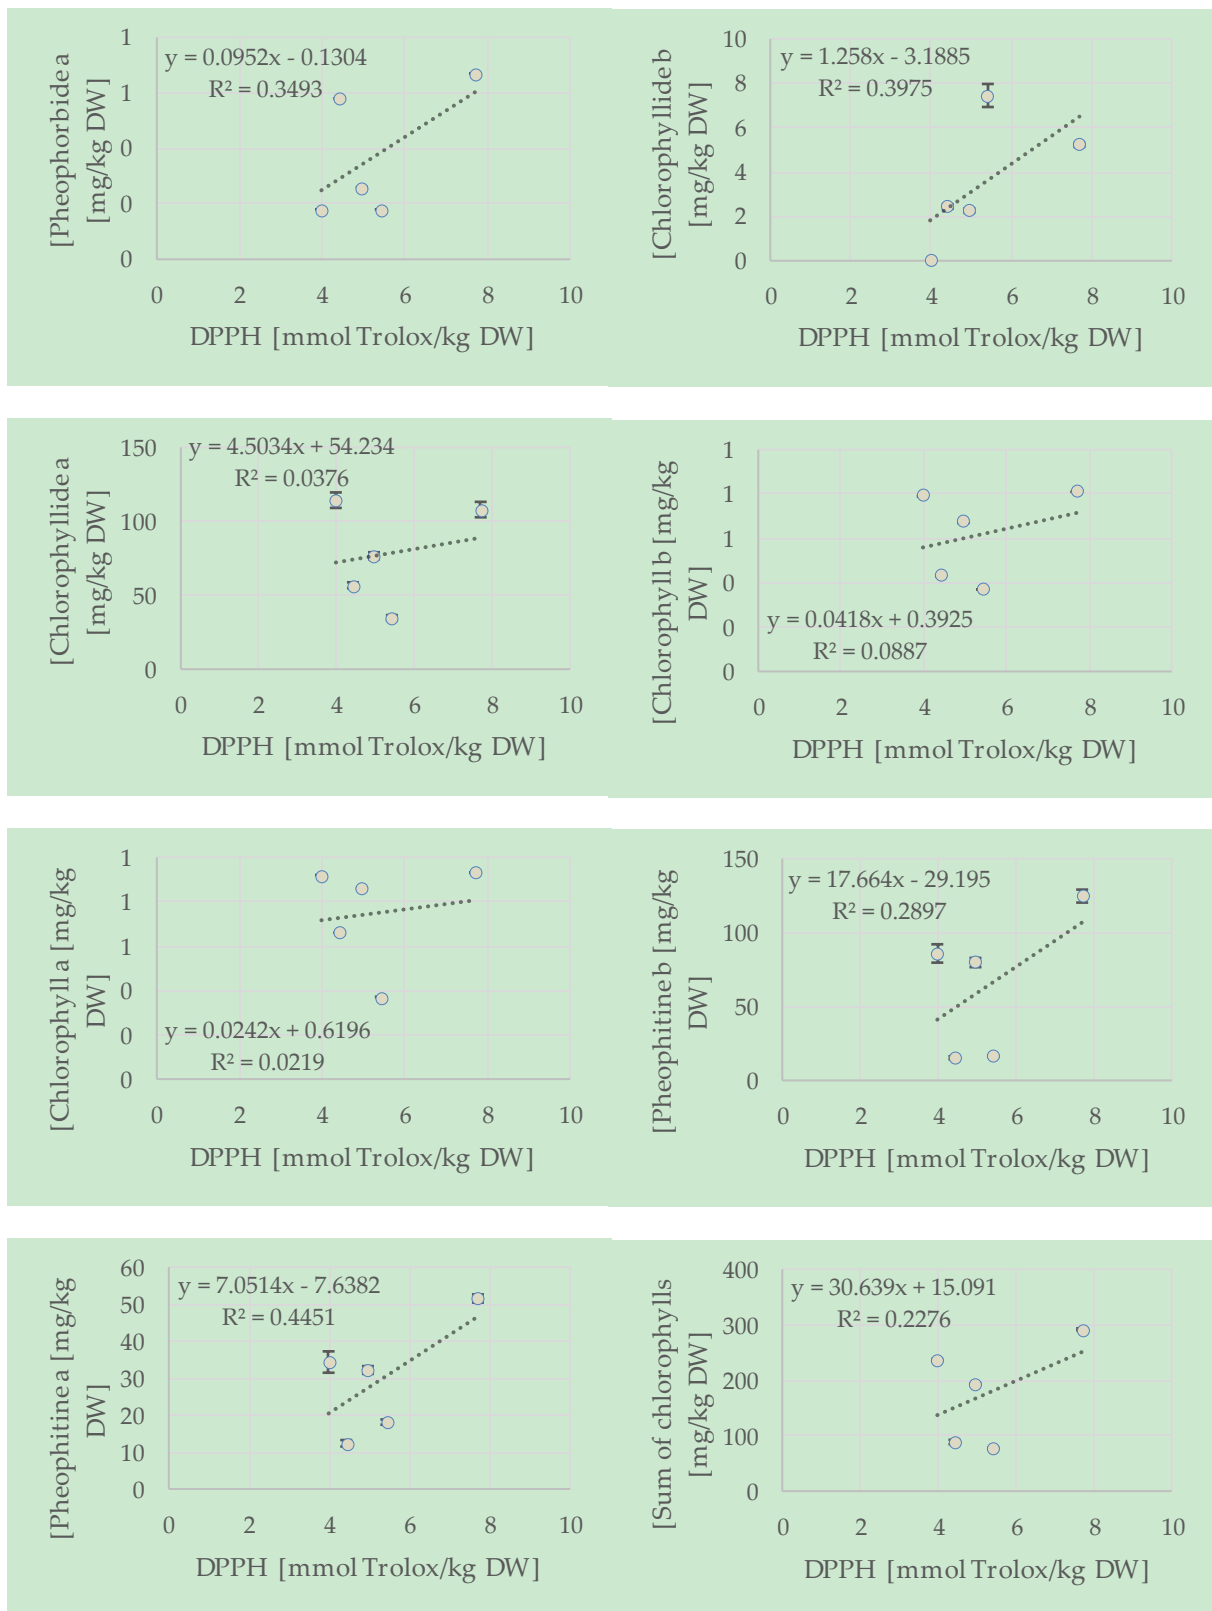 [Pheophorbide a
[mg/kg DW]
1
1
0
0
0
y = 0.0952x - 0.1304
R² = 0.3493
0 2 4 6 8 10
DPPH [mmol Trolox/kg DW]
[Chlorophyllide b
[mg/kg DW]
10
8
6
4
2
0
y = 1.258x - 3.1885
R² = 0.3975
0 2 4 6 8 10
DPPH [mmol Trolox/kg DW]
[Chlorophyllide a
[mg/kg DW]
150
100
50
0
y = 4.5034x + 54.234
R² = 0.0376
0 2 4 6 8 10
DPPH [mmol Trolox/kg DW]
[Chlorophyll b [mg/kg
DW]
1
1
1
0
0
0
y = 0.0418x + 0.3925
R² = 0.0887
0 2 4 6 8 10
DPPH [mmol Trolox/kg DW]
[Chlorophyll a [mg/kg
DW]
1
1
1
0
0
0
y = 0.0242x + 0.6196
R² = 0.0219
0 2 4 6 8 10
DPPH [mmol Trolox/kg DW]
[Pheophitine b [mg/kg
DW]
150
100
50
0
y = 17.664x - 29.195
R² = 0.2897
0 2 4 6 8 10
DPPH [mmol Trolox/kg DW]
[Pheophitine a [mg/kg
DW]
60
50
40
30
20
10
0
y = 7.0514x - 7.6382
R² = 0.4451
0 2 4 6 8 10
DPPH [mmol Trolox/kg DW]
[Sum of chlorophylls
[mg/kg DW]
400
300
200
100
0
y = 30.639x + 15.091
R² = 0.2276
0 2 4 6 8 10
DPPH [mmol Trolox/kg DW]